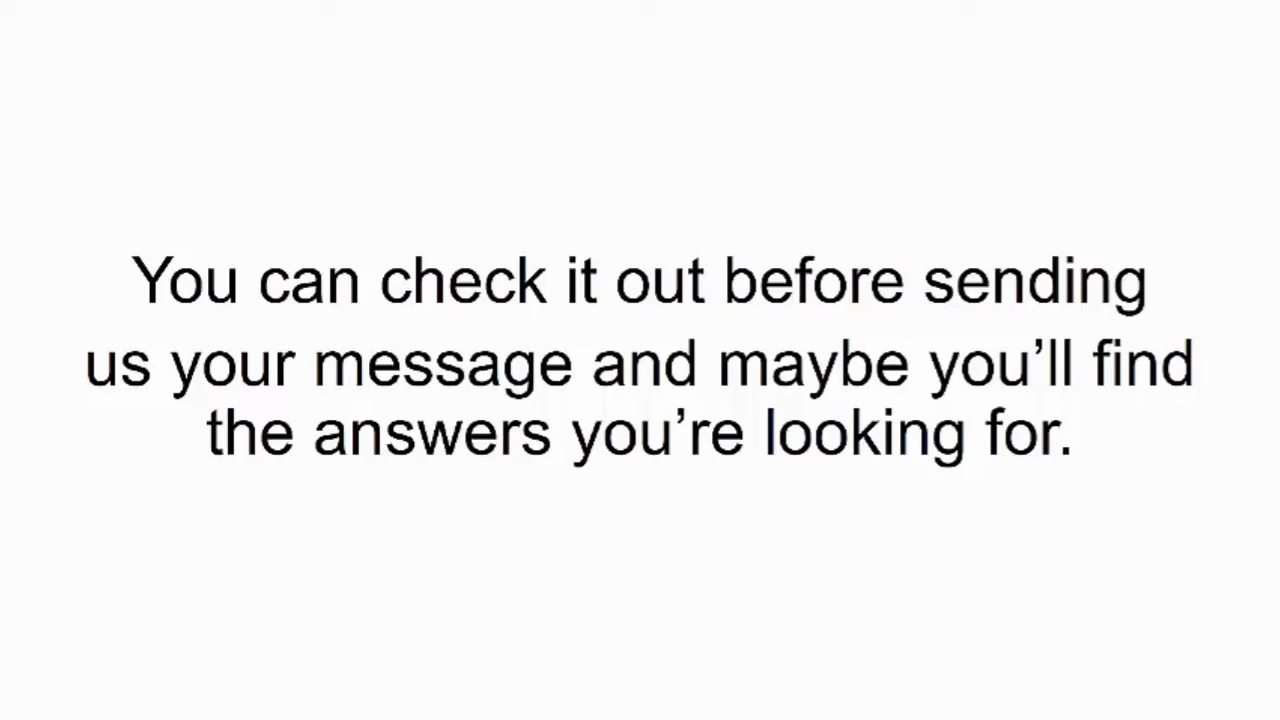 You can check it out before sending
us your message and maybe you’ll find
the answers you’re looking for.